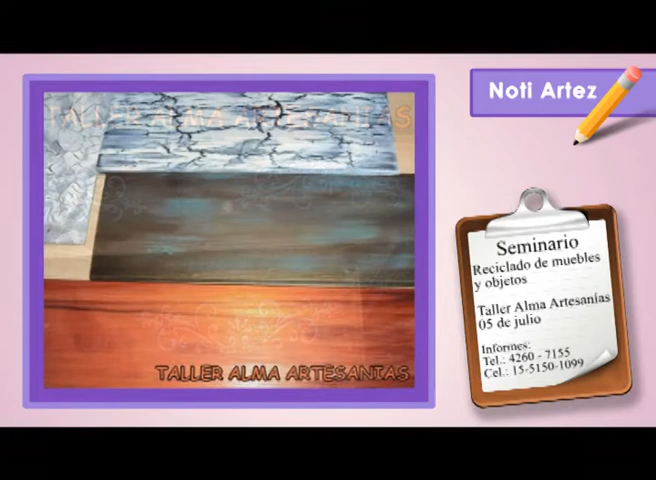 Noti Artez
TALLER ALMA ARTESANIAS
TALLER ALMA ARTESANIAS
Seminario
Reciclado de muebles
y objetos
Taller Alma Artesanías
05 de julio
Informes:
Tel.: 4260 - 7155
Cel.: 15-5150-1099